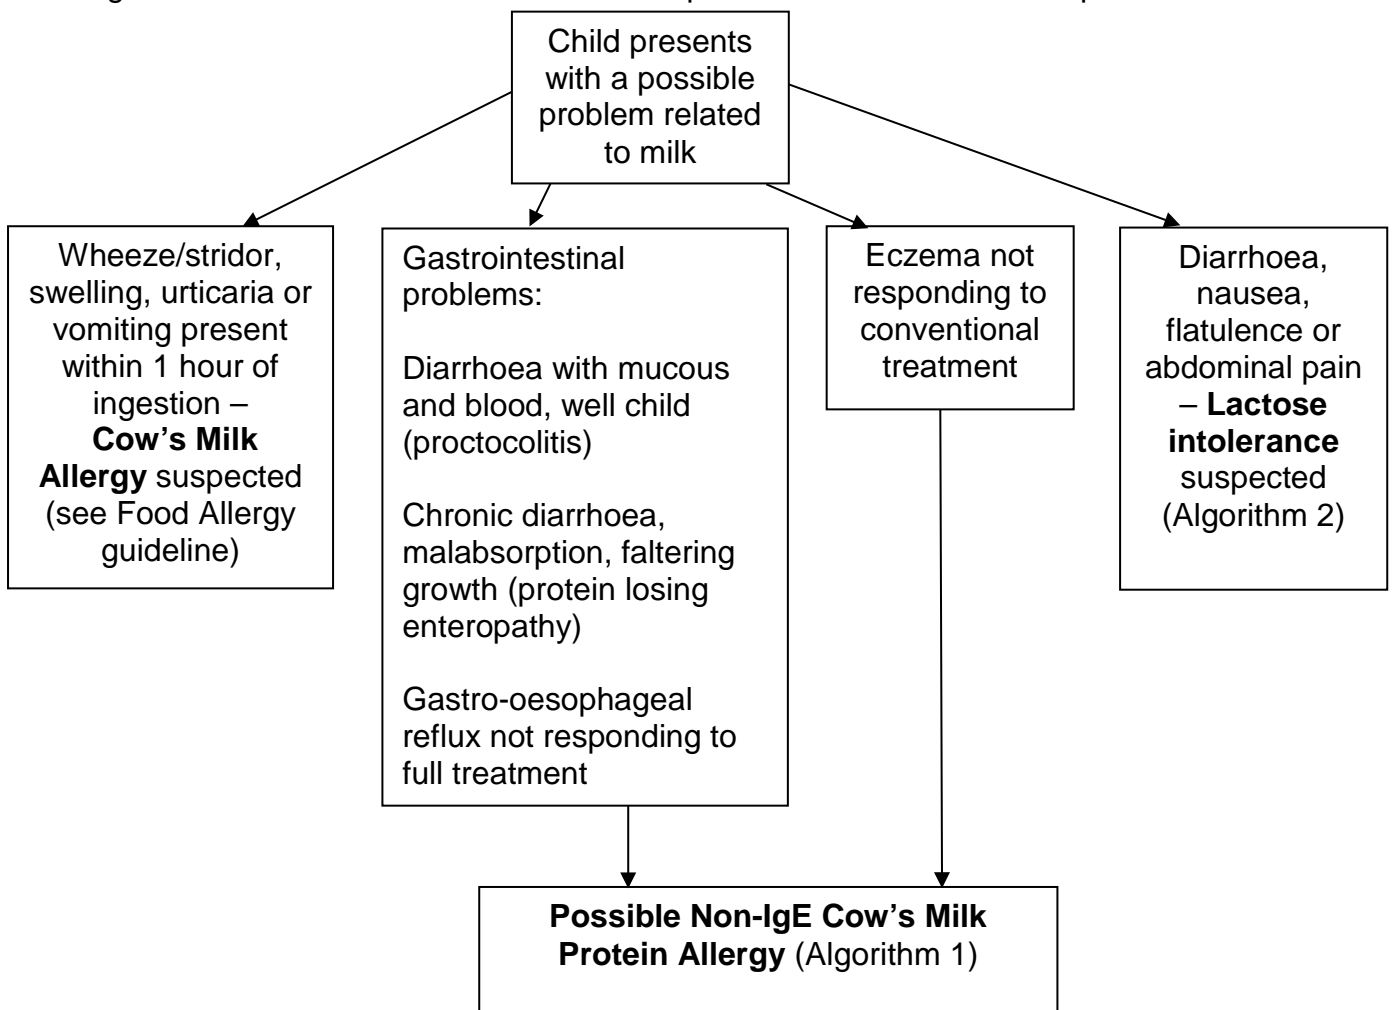 Child presents
with a possible
problem related
to milk
Wheeze/stridor,
swelling, urticaria or
vomiting present
within 1 hour of
ingestion –
Cow's Milk
Allergy suspected
(see Food Allergy
guideline)
Gastrointestinal
problems:
Diarrhoea with mucous
and blood, well child
(proctocolitis)
Chronic diarrhoea,
malabsorption, faltering
growth (protein losing
enteropathy)
Gastro-oesophageal
reflux not responding to
full treatment
Eczema not
responding to
conventional
treatment
Diarrhoea,
nausea,
flatulence or
abdominal pain
– Lactose
intolerance
suspected
(Algorithm 2)
Possible Non-IgE Cow's Milk
Protein Allergy (Algorithm 1)